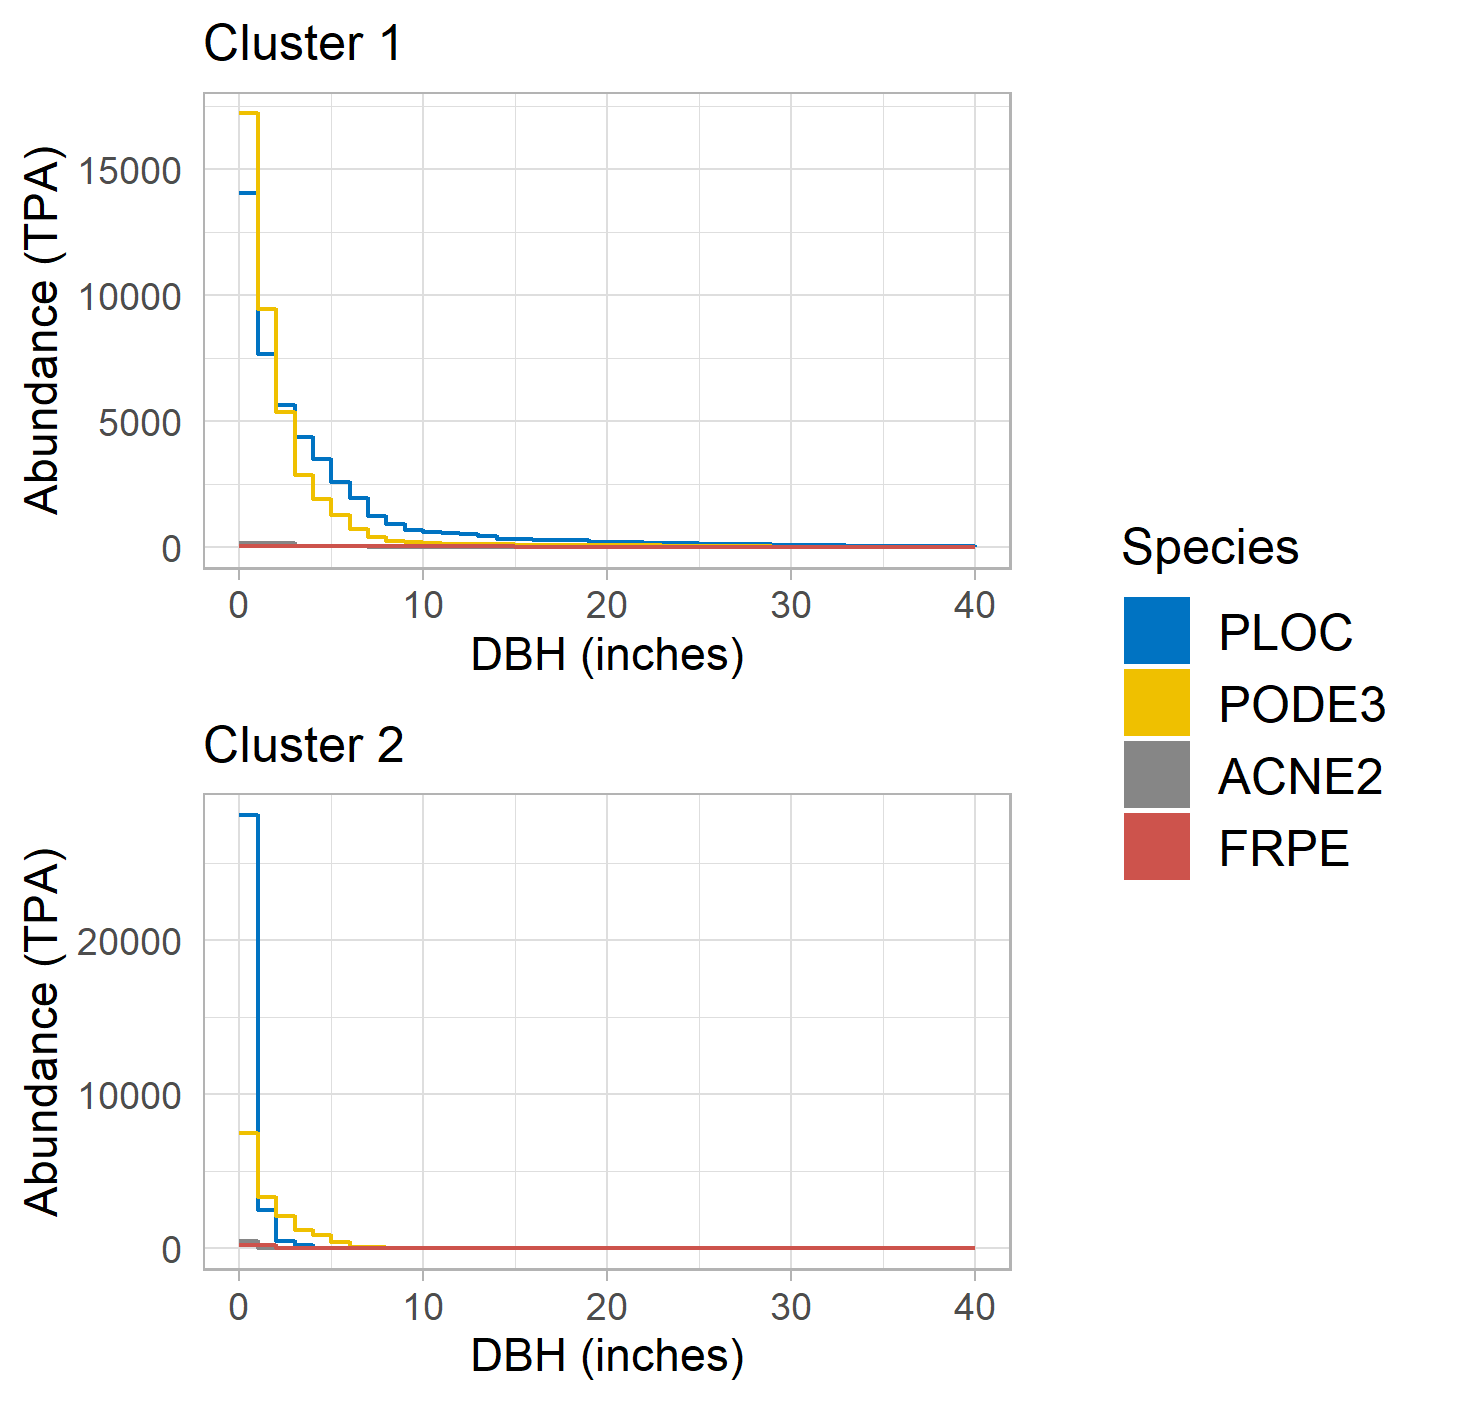 Cluster 1
Abundance (TPA)
15000
10000
5000
0
0 10 20 30 40
DBH (inches)
Cluster 2
Abundance (TPA)
20000
10000
0
0 10 20 30 40
DBH (inches)
Species
PLOC
PODE3
ACNE2
FRPE